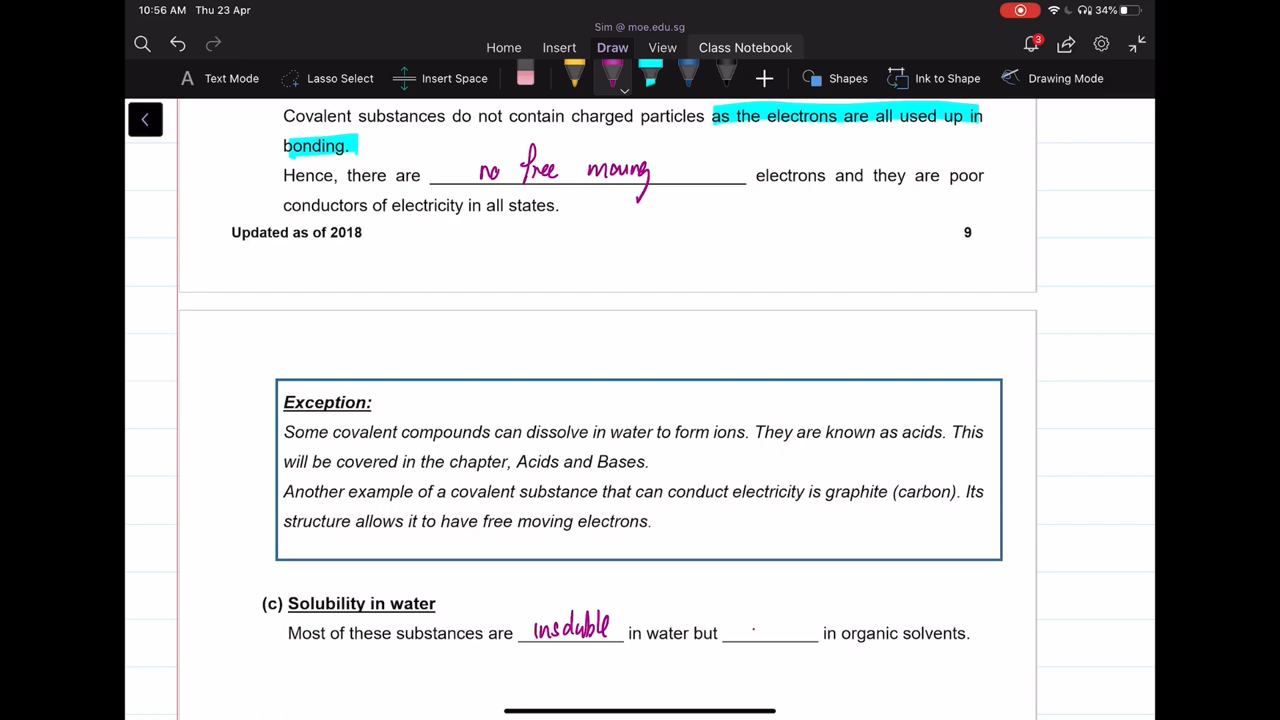 10:56 AM Thu 23 Apr 34%
Sim @ moe.edu.sg
Home Insert Draw View Class Notebook 3
A Text Mode Lasso Select Insert Space Shapes Ink to Shape Drawing Mode
Covalent substances do not contain charged particles as the electrons are all used up in
bonding.
Hence, there are no free moving electrons and they are poor
conductors of electricity in all states.
Updated as of 2018 9
Exception:
Some covalent compounds can dissolve in water to form ions. They are known as acids. This
will be covered in the chapter, Acids and Bases.
Another example of a covalent substance that can conduct electricity is graphite (carbon). Its
structure allows it to have free moving electrons.
(c) Solubility in water
Most of these substances are insoluble in water but ________ in organic solvents.